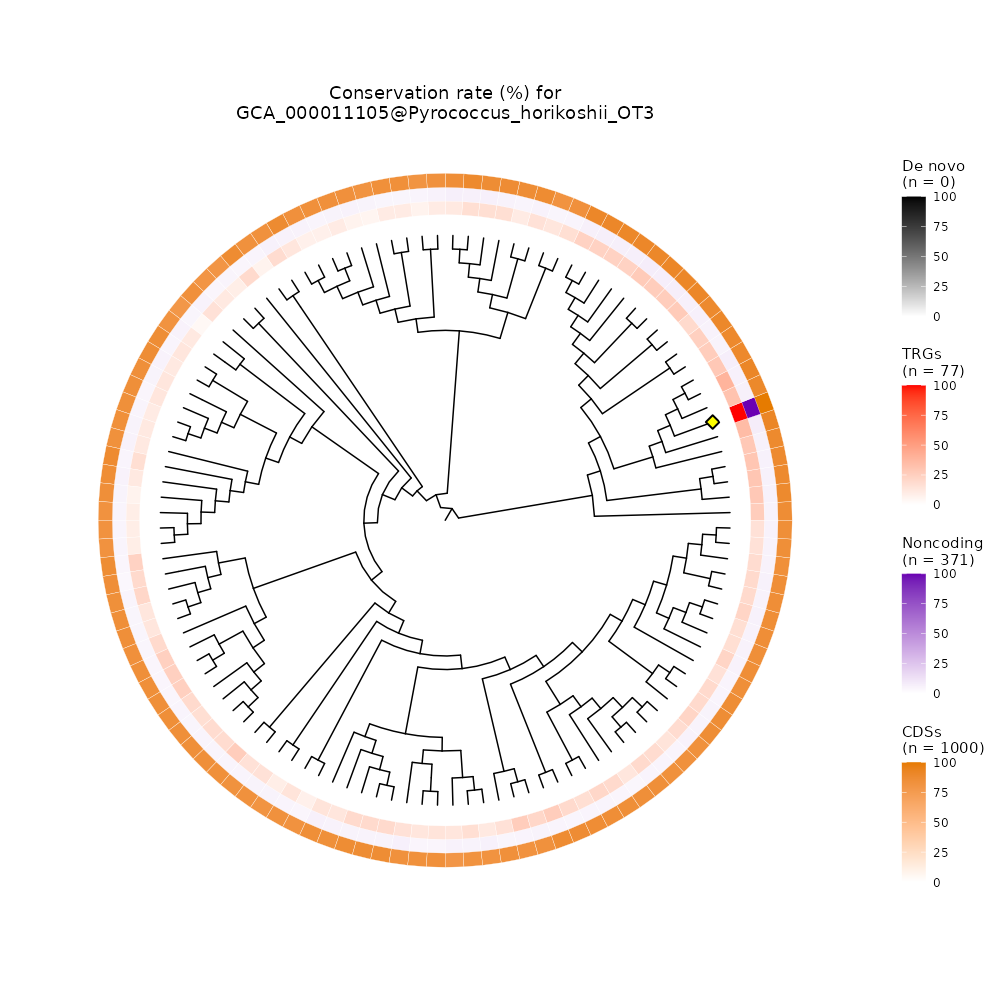 Conservation rate (%) for
GCA_000011105@Pyrococcus_horikoshii_OT3
De novo
(n = 0)
100
75
50
25
0
TRGs
(n = 77)
100
75
50
25
0
Noncoding
(n = 371)
100
75
50
25
0
CDSs
(n = 1000)
100
75
50
25
0